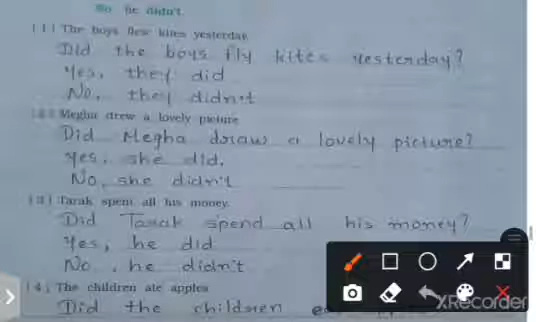 No he didn't.
(1) The boys flew kites yesterday.
Did the boys fly kites yesterday?
Yes, they did
No, they didn't
(2) Megha drew a lovely picture
Did Megha draw a lovely picture?
Yes, she did.
No, she didn't
(3) Tarak spent all his money.
Did Tarak spend all his money?
Yes, he did
No, he didn't
(4) The children ate apples
Did the children
XRecorder